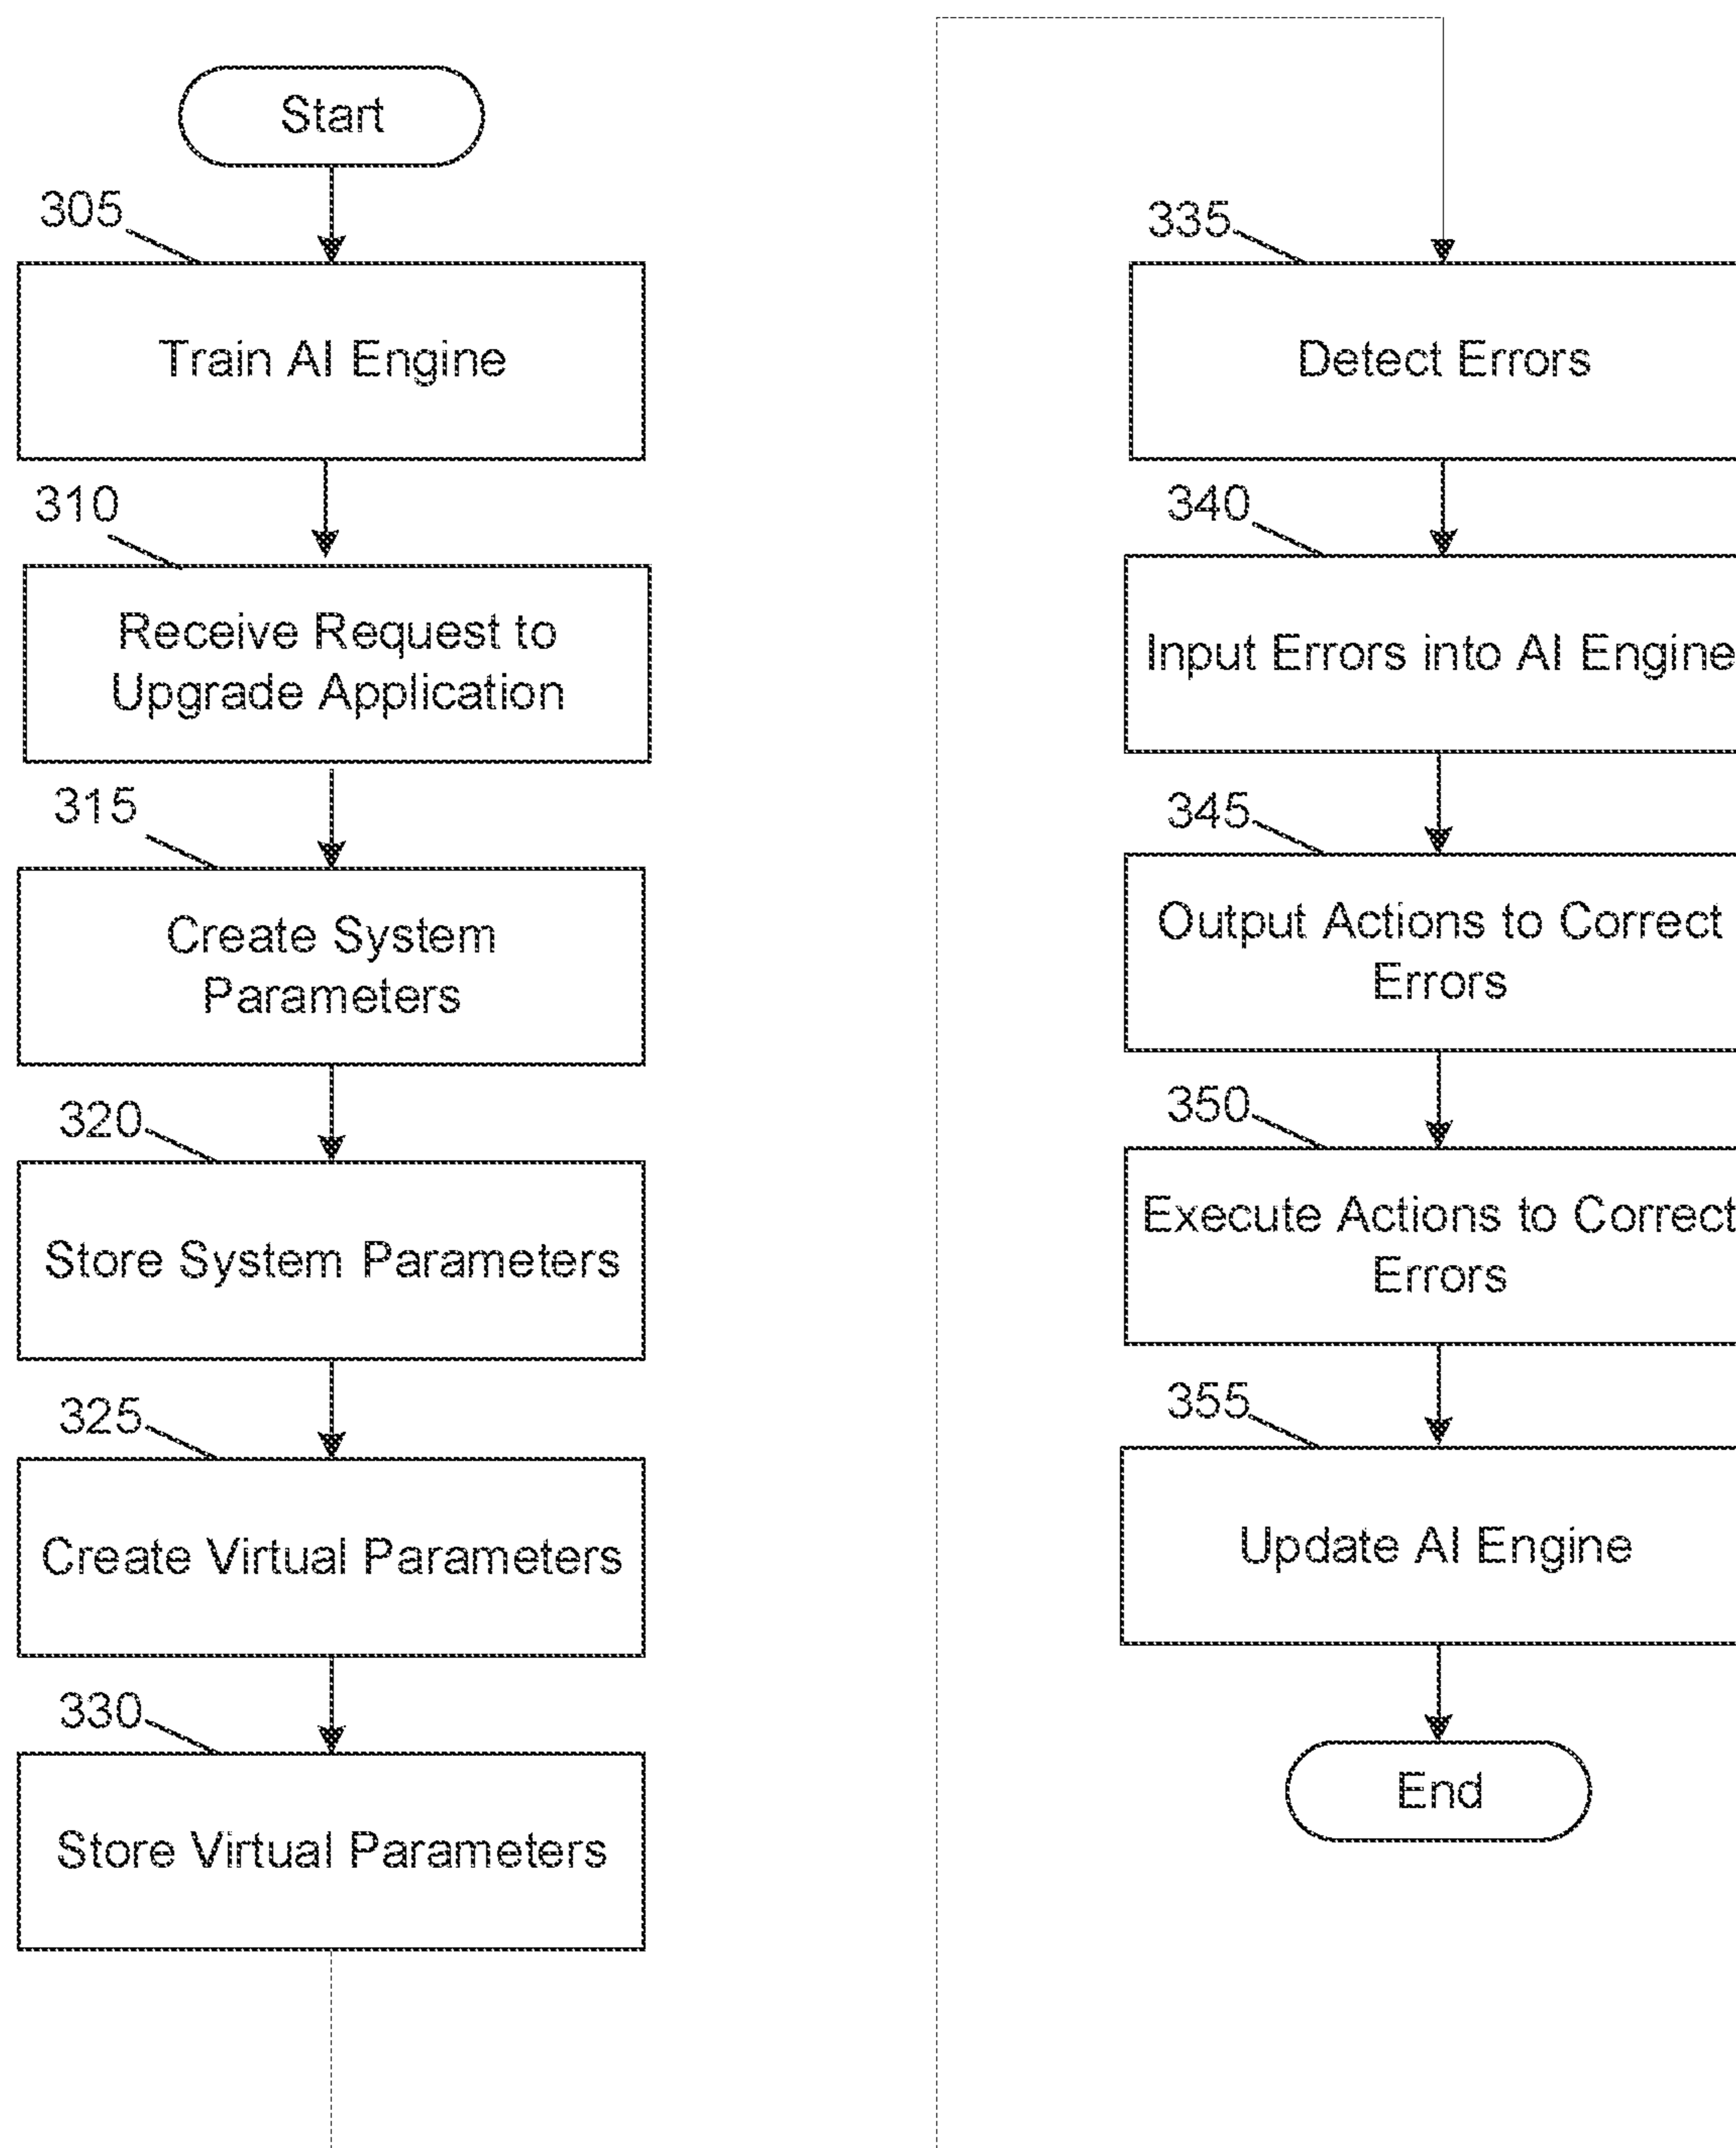 Start
305
Train AI Engine
310
Receive Request to
Upgrade Application
315
Create System
Parameters
320
Store System Parameters
325
Create Virtual Parameters
330
Store Virtual Parameters
335
Detect Errors
340
Input Errors into AI Engine
345
Output Actions to Correct
Errors
350
Execute Actions to Correct
Errors
355
Update AI Engine
End